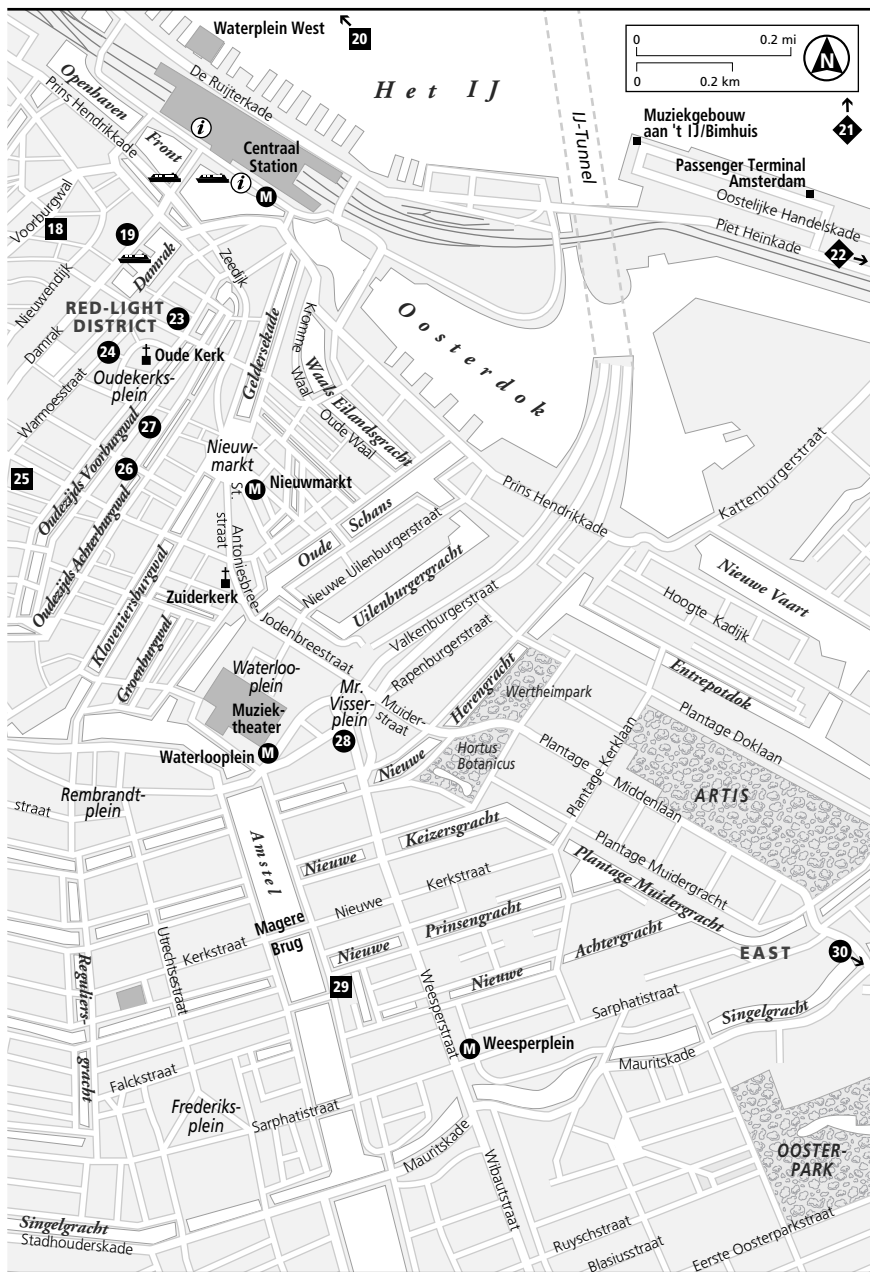 Waterplein West
20
0 0.2 mi
0 0.2 km
N
De Ruijterkade
Het IJ
IJ-Tunnel
21
Openhaven
Front
Prins Hendrikkade
i
Centraal
Station
i
M
Muziekgebouw
aan 't IJ/Bimhuis
Passenger Terminal
Amsterdam
Oostelijke Handelskade
Piet Heinkade
22
Voorburgwal
18
19
Damrak
Zeedijk
Nieuwendijk
RED-LIGHT
DISTRICT
23
Damrak
24
Oude Kerk
Oudekerks-
plein
Warmoesstraat
Geldersekade
Kromme
Waal
Waals Eilandsgracht
Oude Waal
Oosterdok
27
Oudezijds Voorburgwal
26
25
Oudezijds Achterburgwal
Nieuw-
markt
M
Nieuwmarkt
St.
Antoniesbree-
straat
Oude Schans
Prins Hendrikkade
Kattenburgerstraat
Nieuwe Uilenburgerstraat
Uilenburgergracht
Nieuwe Vaart
Zuiderkerk
Kloveniersburgwal
Groenburgwal
Jodenbreestraat
Valkenburgerstraat
Rapenburgerstraat
Hoogte Kadijk
Entrepotdok
Waterloo-
plein
Muziek-
theater
Mr.
Visser-
plein
28
Muider-
straat
Nieuwe Herengracht
Wertheimpark
Hortus
Botanicus
Plantage Doklaan
Plantage Kerklaan
Plantage Middenlaan
ARTIS
Waterlooplein
M
Rembrandt-
plein
straat
Amstel
Nieuwe Keizersgracht
Plantage Muidergracht
Plantage Muidergracht
Nieuwe Kerkstraat
Magere
Brug
Kerkstraat
Utrechtsestraat
Reguliers-
gracht
Nieuwe Prinsengracht
Nieuwe Achtergracht
EAST
30
29
Weesperstraat
Sarphatistraat
Singelgracht
M
Weesperplein
Mauritskade
Falckstraat
Frederiks-
plein
Sarphatistraat
Mauritskade
Wibautstraat
OOSTER-
PARK
Singelgracht
Stadhouderskade
Ruyschstraat
Blasiusstraat
Eerste Oosterparkstraat